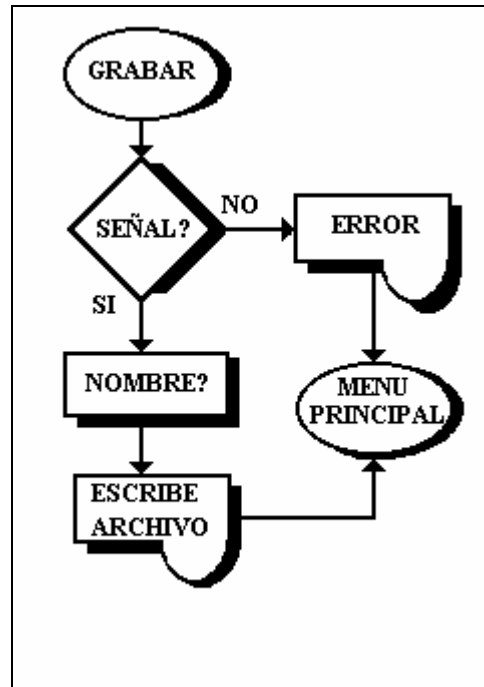 GRABAR
SEÑAL?
NO
ERROR
SI
NOMBRE?
MENU
PRINCIPAL
ESCRIBE
ARCHIVO